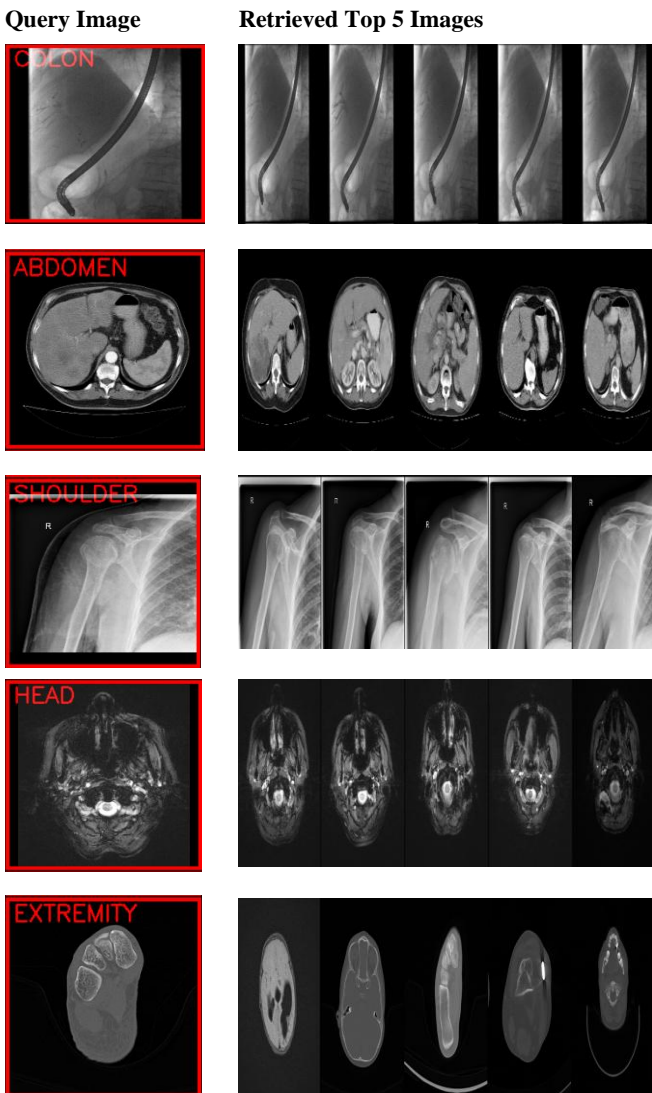 Query Image Retrieved Top 5 Images
COLON
ABDOMEN
SHOULDER
R
R
R
R
R
R
HEAD
EXTREMITY